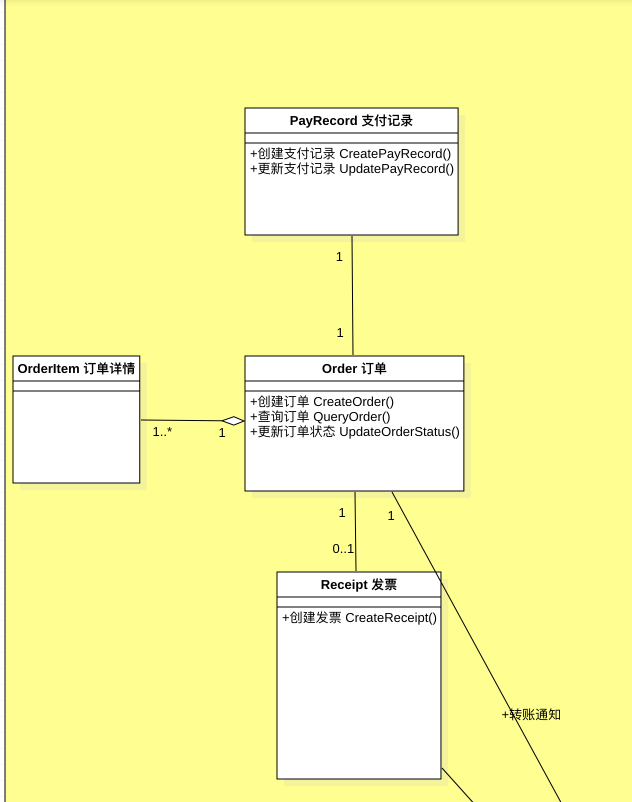 PayRecord 支付记录
+创建支付记录 CreatePayRecord()
+更新支付记录 UpdatePayRecord()
1
1
OrderItem 订单详情
Order 订单
+创建订单 CreateOrder()
+查询订单 QueryOrder()
+更新订单状态 UpdateOrderStatus()
1..*
1
1
1
0..1
Receipt 发票
+创建发票 CreateReceipt()
+转账通知